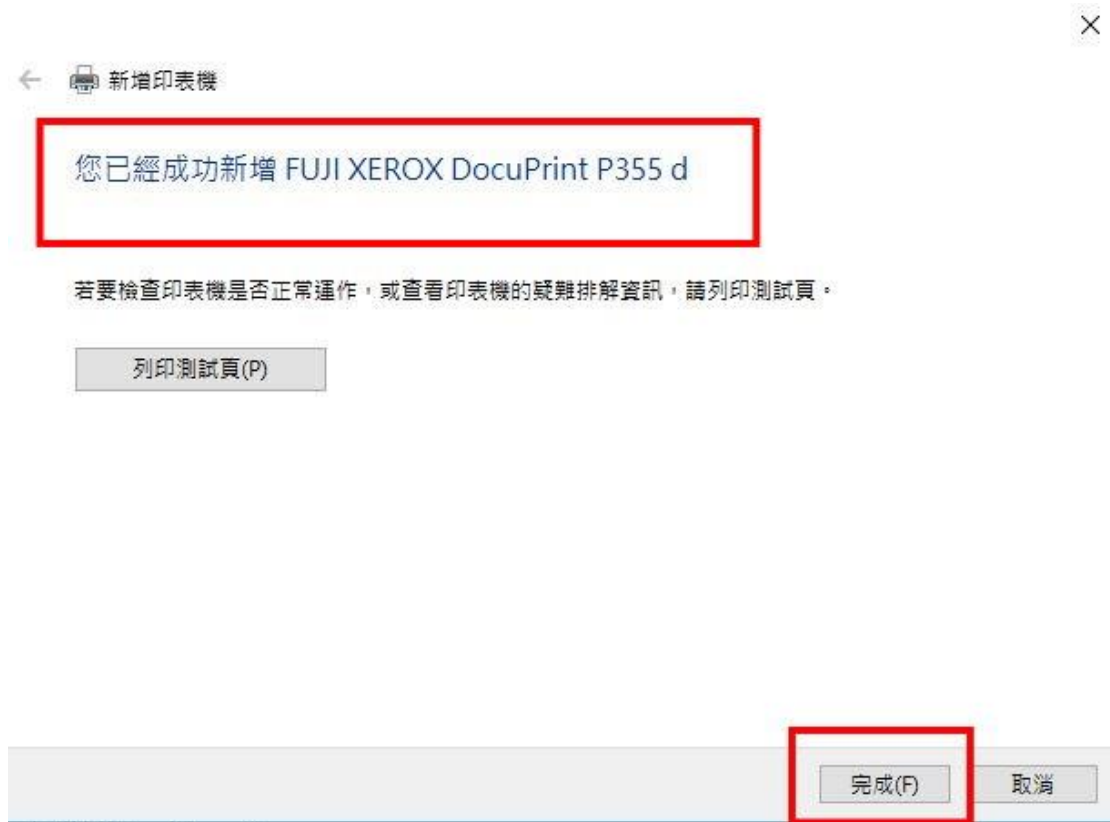 新增印表機
您已經成功新增 FUJI XEROX DocuPrint P355 d
若要檢查印表機是否正常運作，或查看印表機的疑難排解資訊，請列印測試頁。
列印測試頁(P)
完成(F)
取消